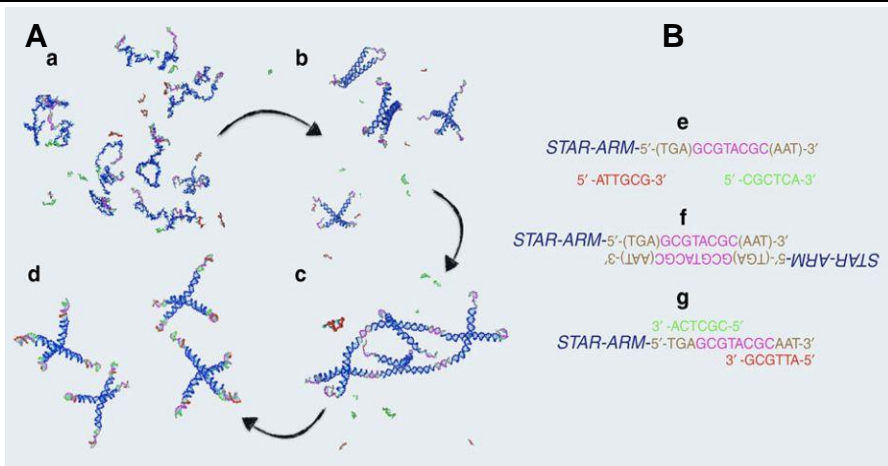 A
a
b
d
c
B
e
STAR-ARM-5′-(TGA)GCGTACGC(AAT)-3′
5′-ATTGCG-3′
5′-CGCTCA-3′
f
STAR-ARM-5′-(TGA)GCGTACGC(AAT)-3′
STAR-ARM-5′-(TGA)GCGTACGC(AAT)-3′
g
3′-ACTCGC-5′
STAR-ARM-5′-TGAGCGTACGCAAT-3′
3′-GCGTTA-5′